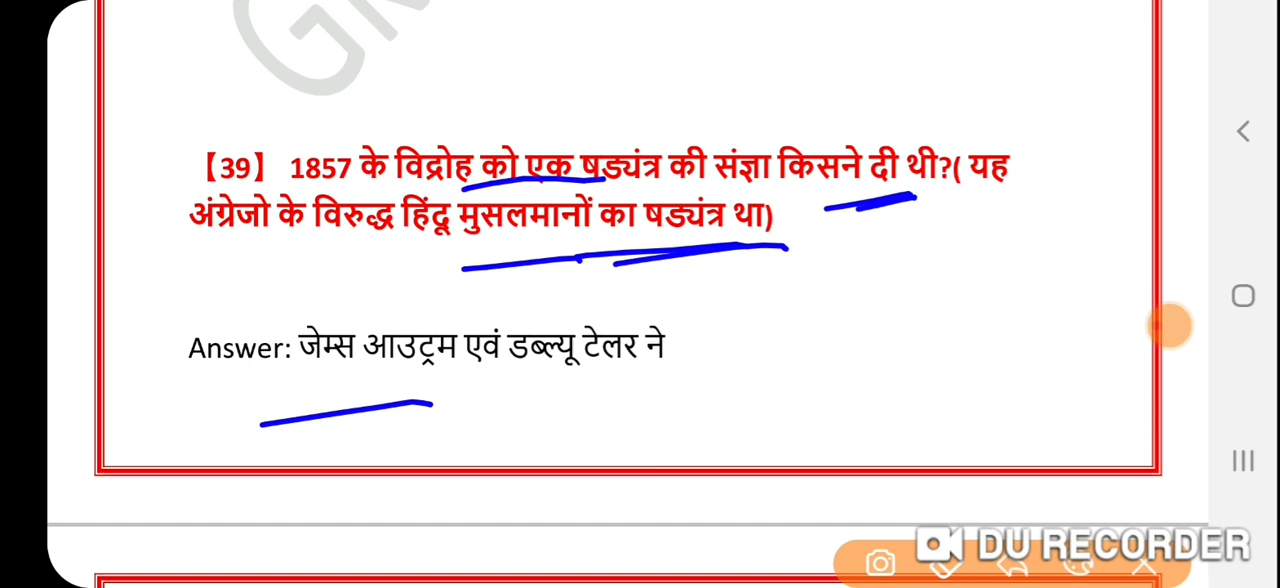 【39】 1857 के विद्रोह को एक षड्यंत्र की संज्ञा किसने दी थी?( यह
अंग्रेजो के विरुद्ध हिंदू मुसलमानों का षड्यंत्र था)
Answer: जेम्स आउट्रम एवं डब्ल्यू टेलर ने
DU RECORDER